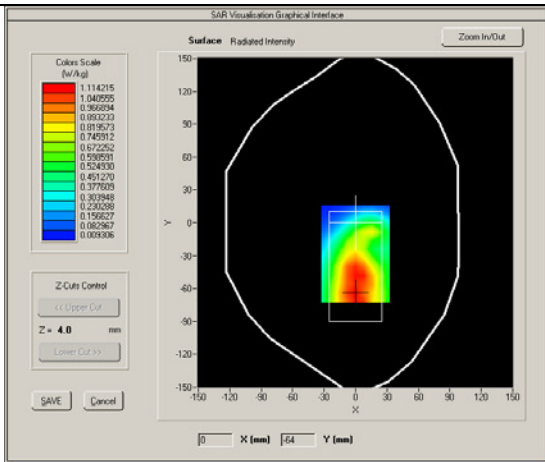 SAR Visualisation Graphical Interface
Surface Radiated Intensity
Zoom In/Out
Colors Scale
(W/kg)
1.114215
1.040555
0.966894
0.893233
0.819573
0.745912
0.672252
0.598591
0.524930
0.451270
0.377609
0.303948
0.230288
0.156627
0.082967
0.009306
Z-Cuts Control
<< Upper Cut
Z = 4.0 mm
Lower Cut >>
SAVE Cancel
Y
150-
120-
90-
60-
30-
0-
-30-
-60-
-90-
-120-
-150-
-150 -120 -90 -60 -30 0 30 60 90 120 150
X
0 X (mm) -64 Y (mm)